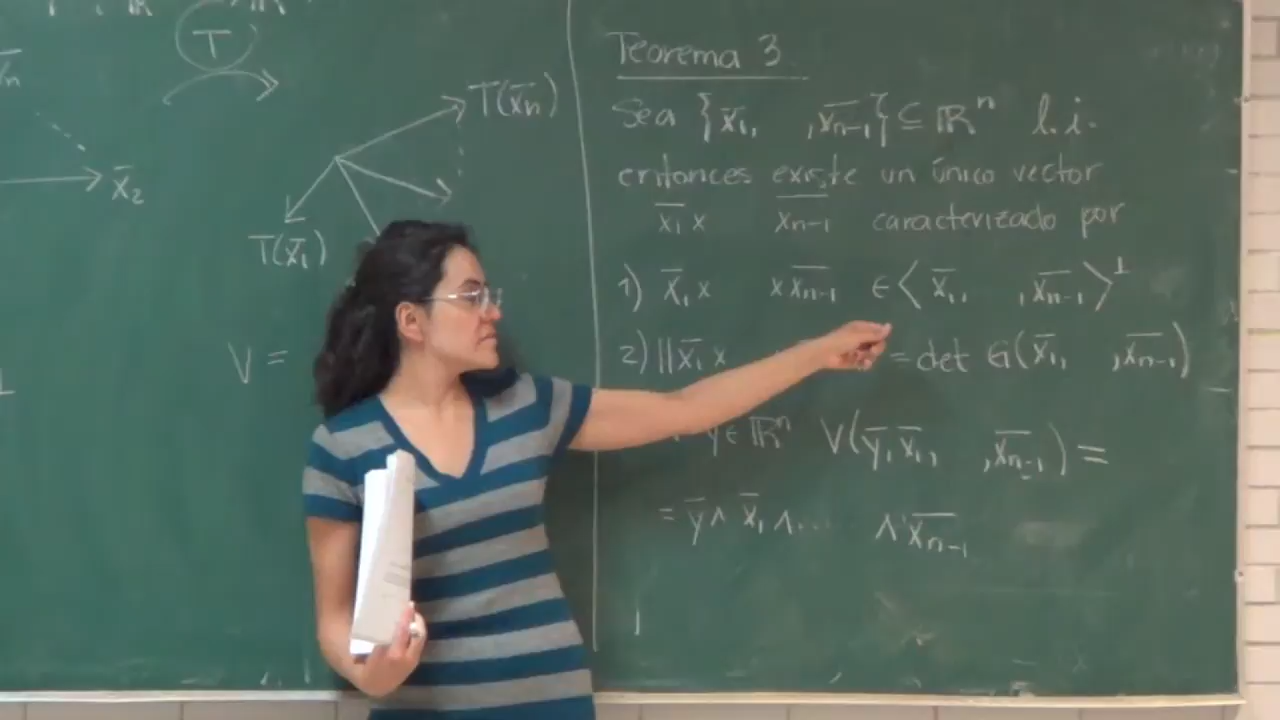 T
x̄₂
T(x̄ₙ)
T(x̄₁)
V =
Teorema 3
Sea {x̄₁,   ,x̄ₙ₋₁} ⊆ ℝⁿ l.i.
entonces existe un único vector
x̄₁ x   x̄ₙ₋₁ caracterizado por
1) x̄₁ x   x x̄ₙ₋₁ ∈ ⟨x̄₁,   ,x̄ₙ₋₁⟩⊥
2) ||x̄₁ x   = det G(x̄₁,   ,x̄ₙ₋₁)
ȳ ∈ ℝⁿ V(ȳ, x̄₁,   ,x̄ₙ₋₁) =
= ȳ ∧ x̄₁ ∧ ...   ∧ x̄ₙ₋₁